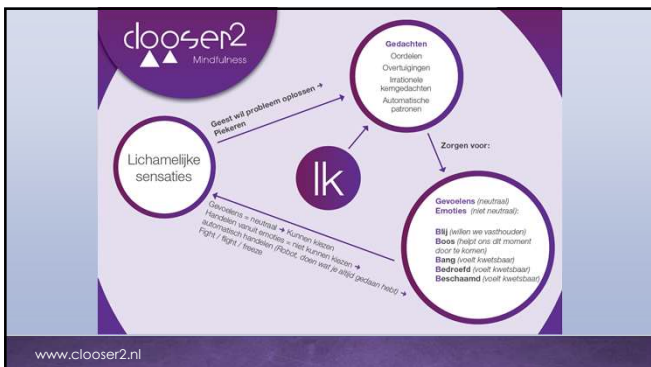 clooser2
Mindfulness
Gedachten
Oordelen
Overtuigingen
Irrationele
kerngedachten
Automatische
patronen
Geest wil probleem oplossen →
Piekeren
Lichamelijke
sensaties
Ik
Zorgen voor:
Gevoelens (neutraal)
Emoties (niet neutraal):
Blij (willen we vasthouden)
Boos (helpt ons dit moment
door te komen)
Bang (voelt kwetsbaar)
Bedroefd (voelt kwetsbaar)
Beschaamd (voelt kwetsbaar)
Gevoelens = neutraal → Kunnen kiezen
Handelen vanuit emoties = niet kunnen kiezen →
automatisch handelen (Robot, doen wat je altijd gedaan hebt) →
Fight / flight / freeze
www.clooser2.nl